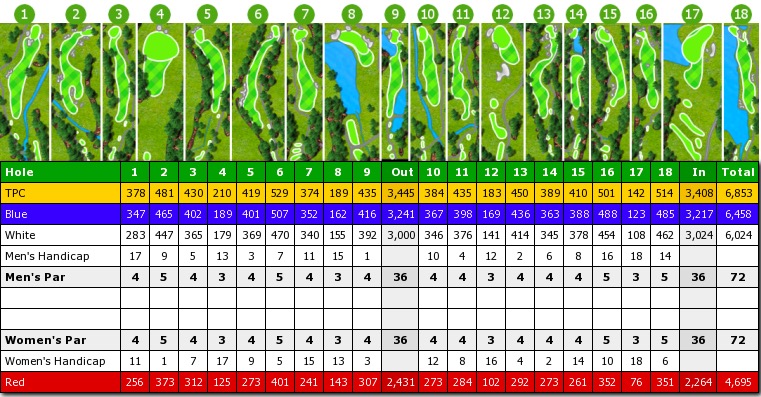 1 2 3 4 5 6 7 8 9 10 11 12 13 14 15 16 17 18
Hole 1 2 3 4 5 6 7 8 9 Out 10 11 12 13 14 15 16 17 18 In Total
TPC 378 481 430 210 419 529 374 189 435 3,445 384 435 183 450 389 410 501 142 514 3,408 6,853
Blue 347 465 402 189 401 507 352 162 416 3,241 367 398 169 436 363 388 488 123 485 3,217 6,458
White 283 447 365 179 369 470 340 155 392 3,000 346 376 141 414 345 378 454 108 462 3,024 6,024
Men's Handicap 17 9 5 13 3 7 11 15 1 10 4 12 2 6 8 16 18 14
Men's Par 4 5 4 3 4 5 4 3 4 36 4 4 3 4 4 4 5 3 5 36 72
Women's Par 4 5 4 3 4 5 4 3 4 36 4 4 3 4 4 4 5 3 5 36 72
Women's Handicap 11 1 7 17 9 5 15 13 3 12 8 16 4 2 14 10 18 6
Red 256 373 312 125 273 401 241 143 307 2,431 273 284 102 292 273 261 352 76 351 2,264 4,695